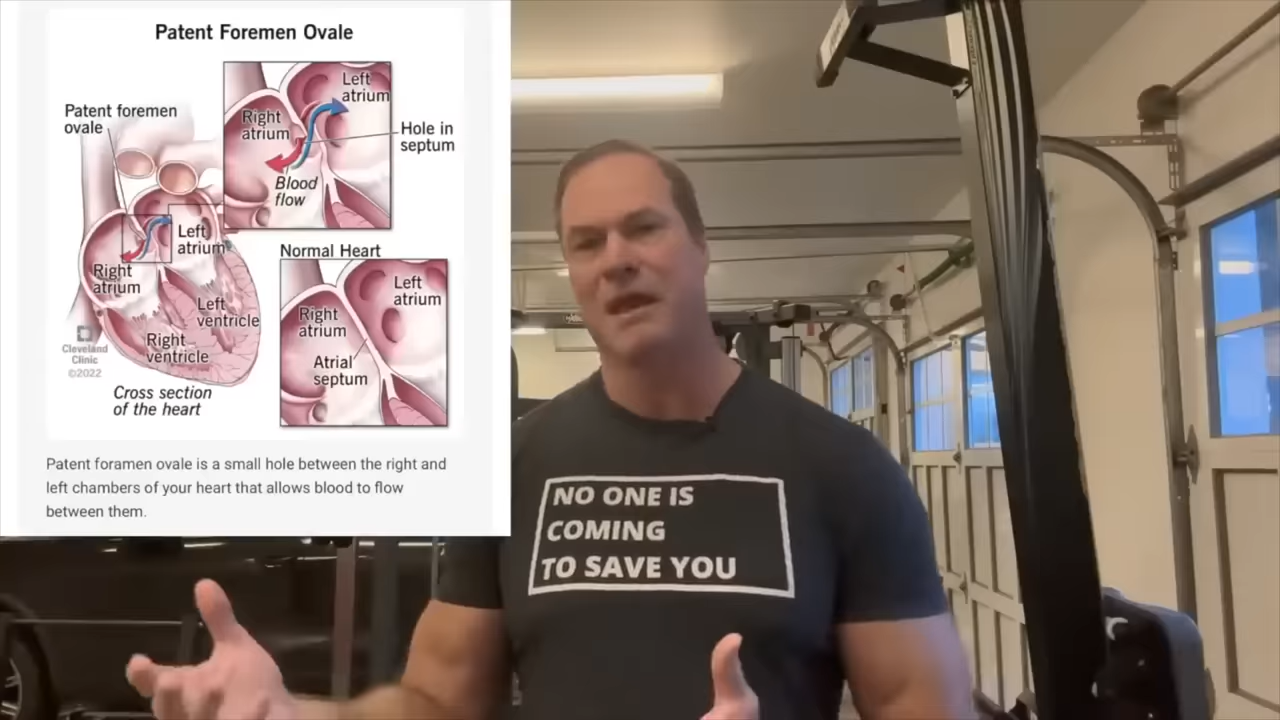 Patent Foremen Ovale
Patent foremen
ovale
Left
atrium
Right
atrium
Hole in
septum
Blood
flow
Left
atrium
Right
atrium
Left
ventricle
Right
ventricle
Cleveland
Clinic
©2022
Cross section
of the heart
Normal Heart
Left
atrium
Right
atrium
Atrial
septum
Patent foramen ovale is a small hole between the right and
left chambers of your heart that allows blood to flow
between them.
NO ONE IS
COMING
TO SAVE YOU